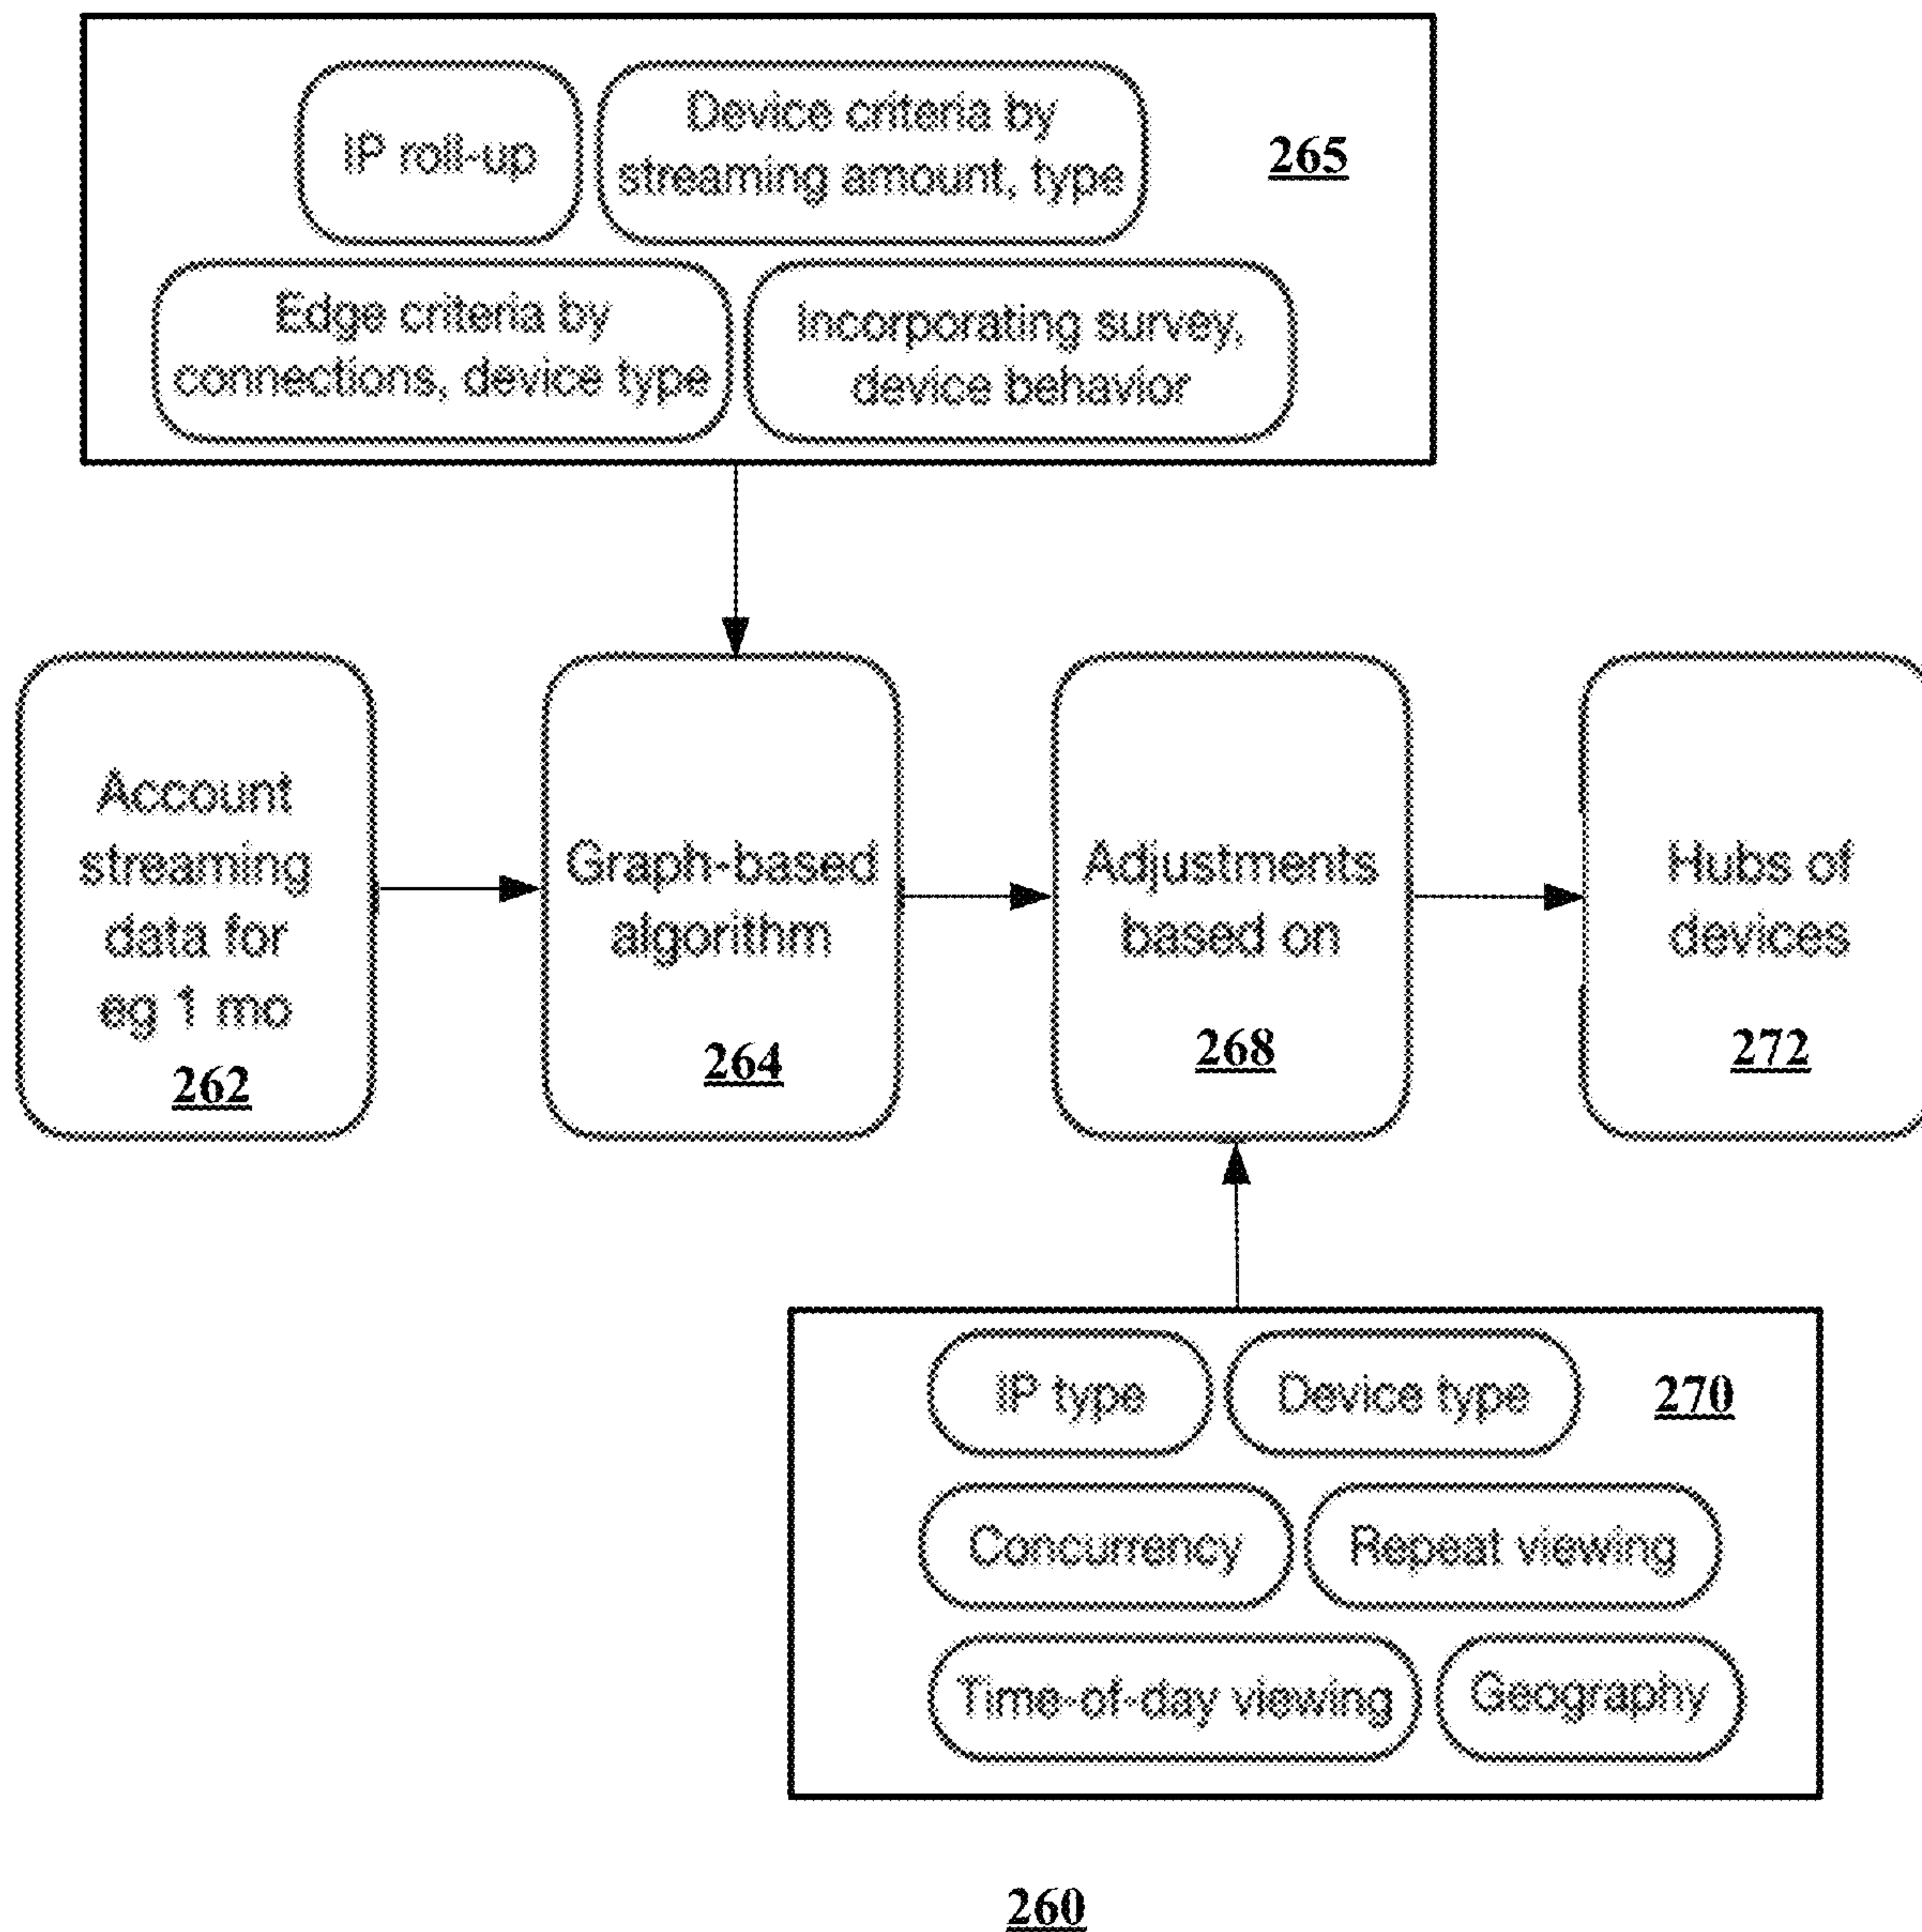 IP roll-up
Device criteria by
streaming amount, type
265
Edge criteria by
connections, device type
Incorporating survey,
device behavior
Account
streaming
data for
eg 1 mo
262
Graph-based
algorithm
264
Adjustments
based on
268
Hubs of
devices
272
IP type
Device type
270
Concurrency
Repeat viewing
Time-of-day viewing
Geography
260